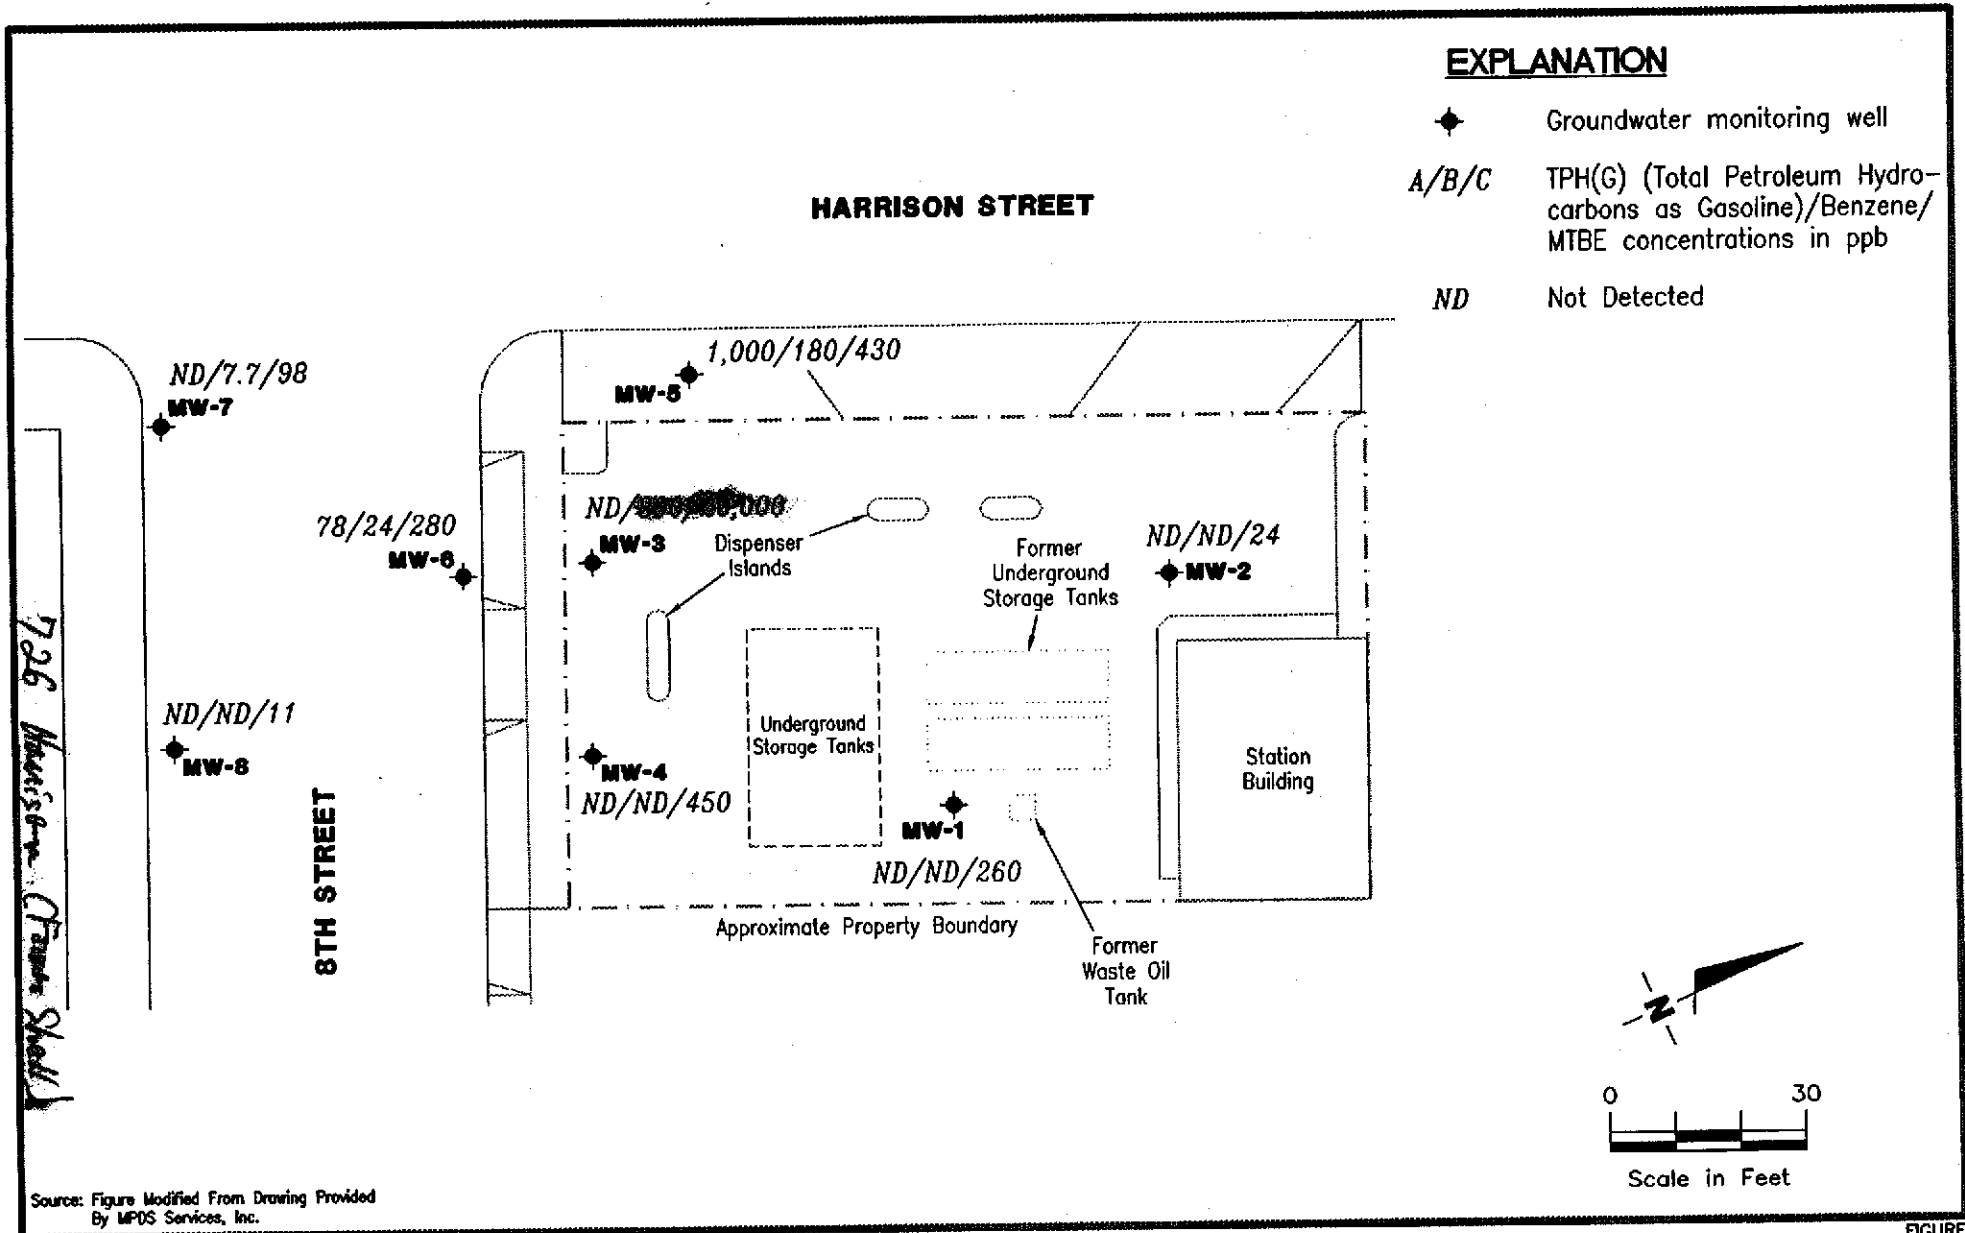 EXPLANATION
Groundwater monitoring well
A/B/C TPH(G) (Total Petroleum Hydro-
carbons as Gasoline)/Benzene/
MTBE concentrations in ppb
ND Not Detected
HARRISON STREET
1,000/180/430
MW-5
ND/7.7/98
MW-7
ND/
MW-3
78/24/280
MW-6
Dispenser
Islands
Former
Underground
Storage Tanks
ND/ND/24
MW-2
ND/ND/11
MW-8
Underground
Storage Tanks
Station
Building
MW-4
ND/ND/450
MW-1
ND/ND/260
8TH STREET
Approximate Property Boundary
Former
Waste Oil
Tank
726 Harrison
N
0 30
Scale in Feet
Source: Figure Modified From Drawing Provided
By MPDS Services, Inc.
FIGURE